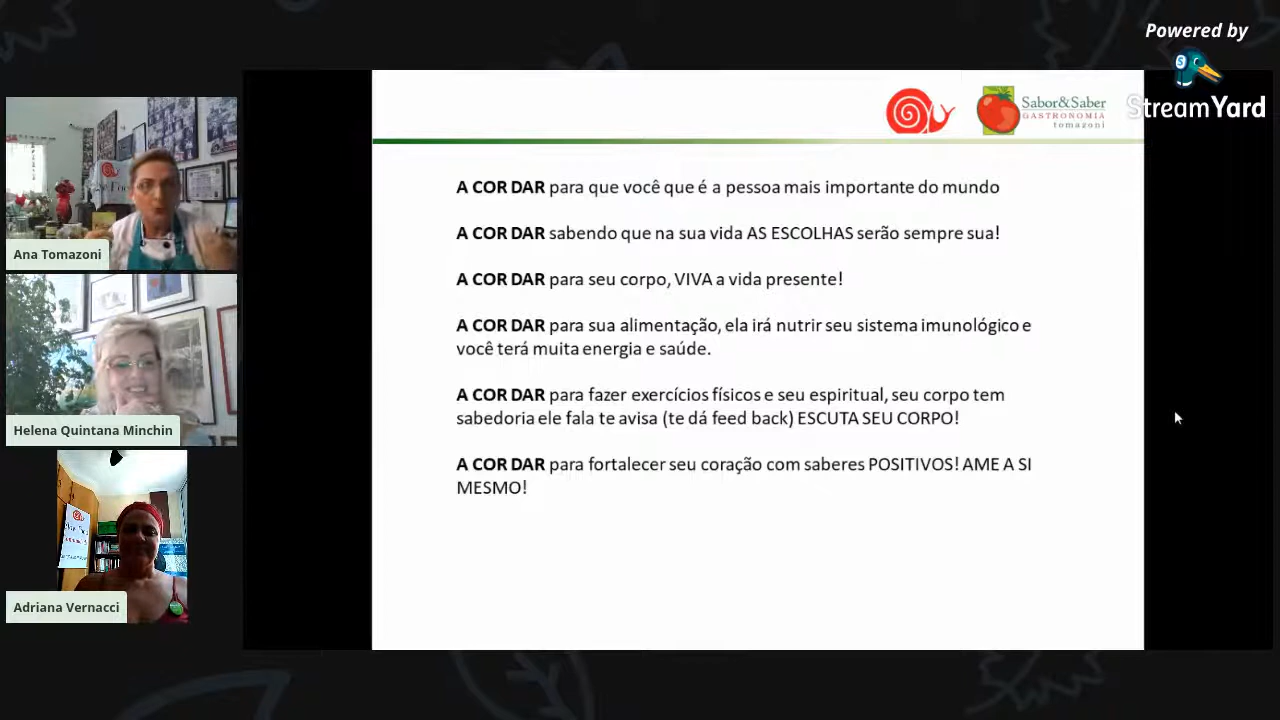 Powered by
StreamYard
Ana Tomazoni
Helena Quintana Minchin
Adriana Vernacci
Sabor&Saber
GASTRONOMIA
tomazoni
A COR DAR para que você que é a pessoa mais importante do mundo
A COR DAR sabendo que na sua vida AS ESCOLHAS serão sempre sua!
A COR DAR para seu corpo, VIVA a vida presente!
A COR DAR para sua alimentação, ela irá nutrir seu sistema imunológico e
você terá muita energia e saúde.
A COR DAR para fazer exercícios físicos e seu espiritual, seu corpo tem
sabedoria ele fala te avisa (te dá feed back) ESCUTA SEU CORPO!
A COR DAR para fortalecer seu coração com saberes POSITIVOS! AME A SI
MESMO!